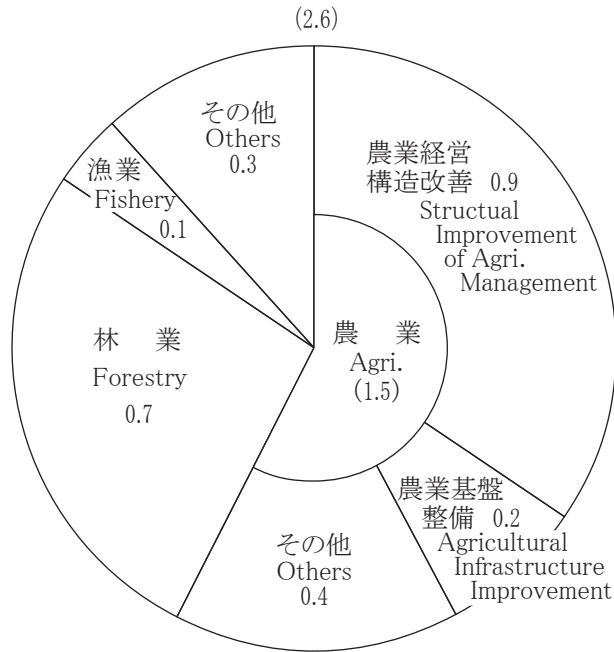 (2.6)
農業経営
構造改善 0.9
Structual
Improvement
of Agri.
Management
農業
Agri.
(1.5)
農業基盤
整備 0.2
Agricultural
Infrastructure
Improvement
その他
Others
0.4
林業
Forestry
0.7
漁業
Fishery
0.1
その他
Others
0.3